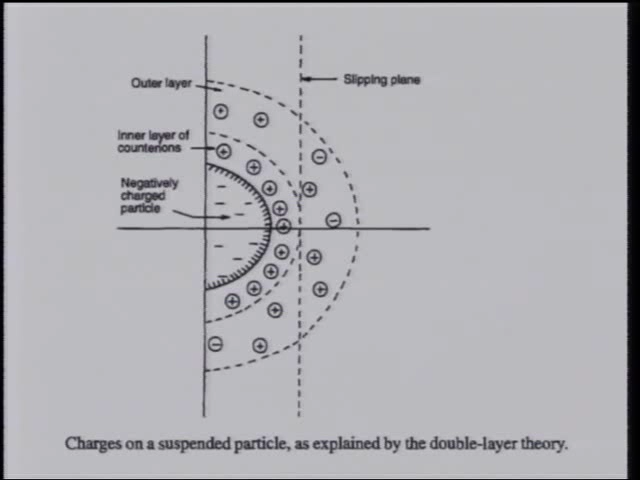 Outer layer
Slipping plane
Inner layer of
counterions
Negatively
charged
particle
Charges on a suspended particle, as explained by the double-layer theory.